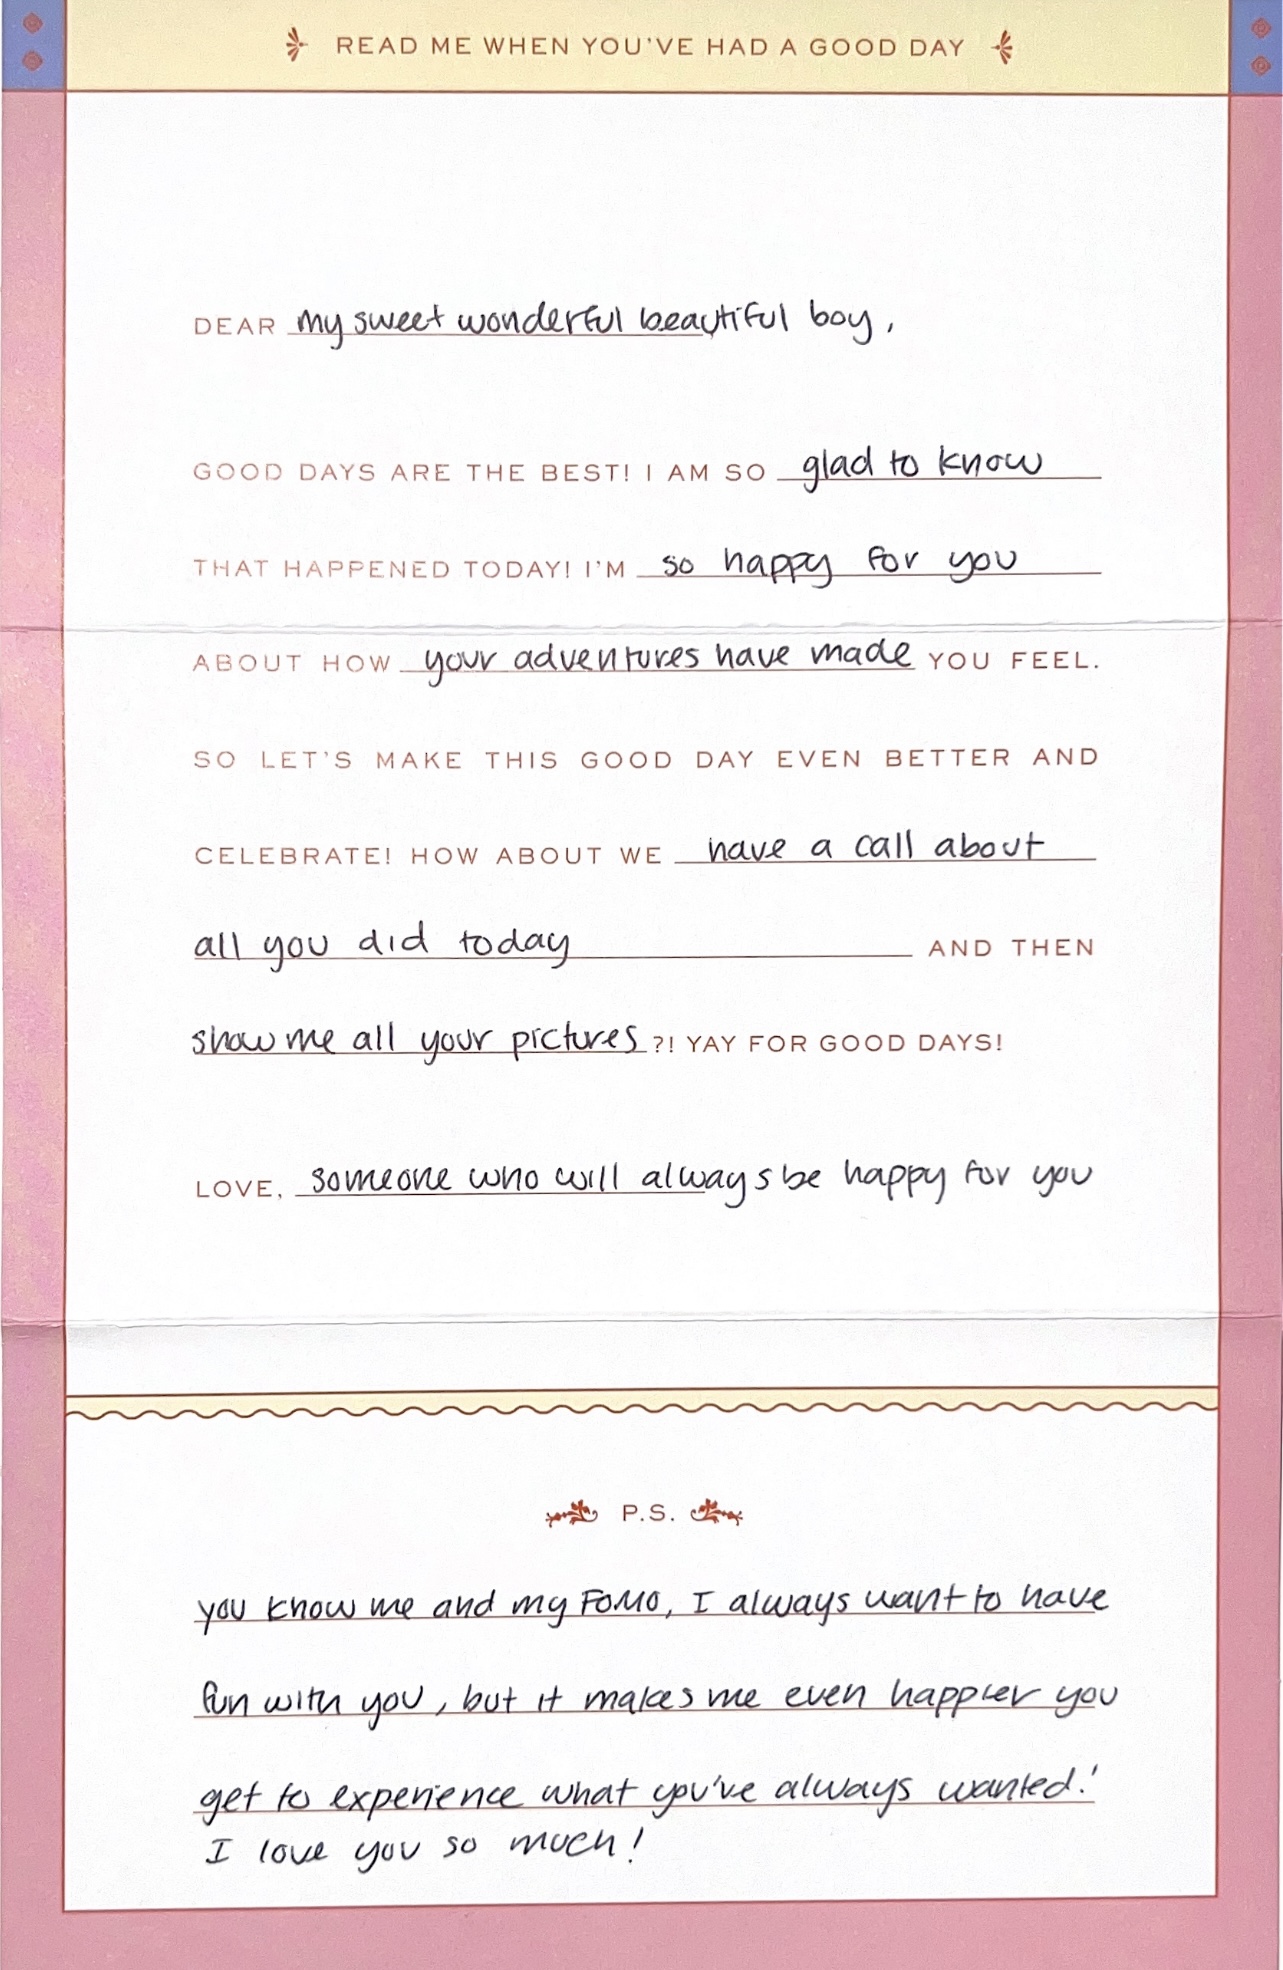 READ ME WHEN YOU'VE HAD A GOOD DAY
DEAR my sweet wonderful beautiful boy,
GOOD DAYS ARE THE BEST! I AM SO glad to know
THAT HAPPENED TODAY! I'M so happy for you
ABOUT HOW your adventures have made YOU FEEL.
SO LET'S MAKE THIS GOOD DAY EVEN BETTER AND
CELEBRATE! HOW ABOUT WE have a call about
all you did today AND THEN
show me all your pictures ?! YAY FOR GOOD DAYS!
LOVE, someone who will always be happy for you
P.S.
you know me and my FOMO, I always want to have
fun with you, but it makes me even happier you
get to experience what you've always wanted!
I love you so much!